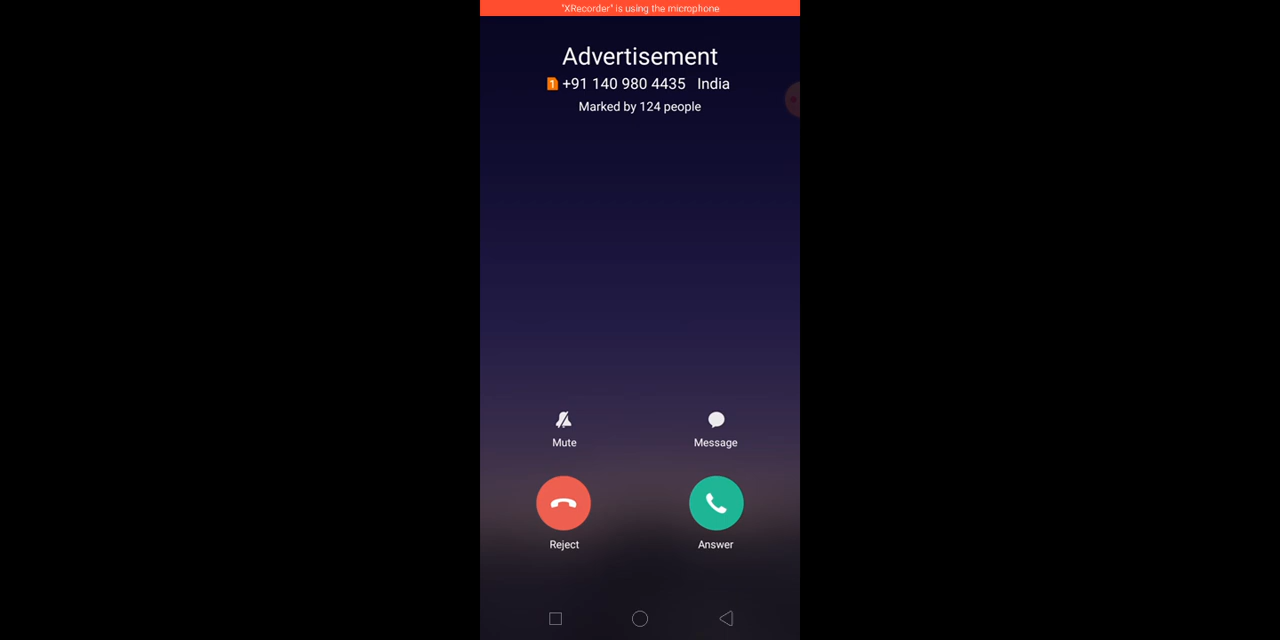 "XRecorder" is using the microphone
Advertisement
1 +91 140 980 4435 India
Marked by 124 people
Mute Message
Reject Answer